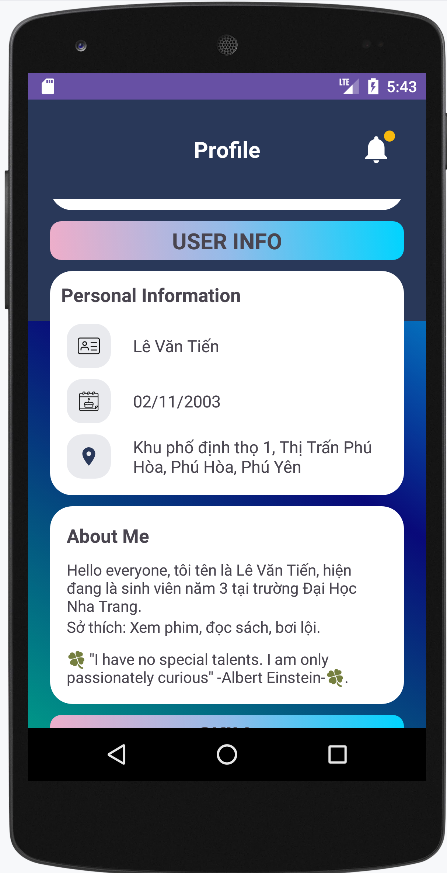 LTE 5:43
Profile
USER INFO
Personal Information
Lê Văn Tiến
02/11/2003
Khu phố định thọ 1, Thị Trấn Phú
Hòa, Phú Hòa, Phú Yên
About Me
Hello everyone, tôi tên là Lê Văn Tiến, hiện
đang là sinh viên năm 3 tại trường Đại Học
Nha Trang.
Sở thích: Xem phim, đọc sách, bơi lội.
🍀 "I have no special talents. I am only
passionately curious" -Albert Einstein-🍀.